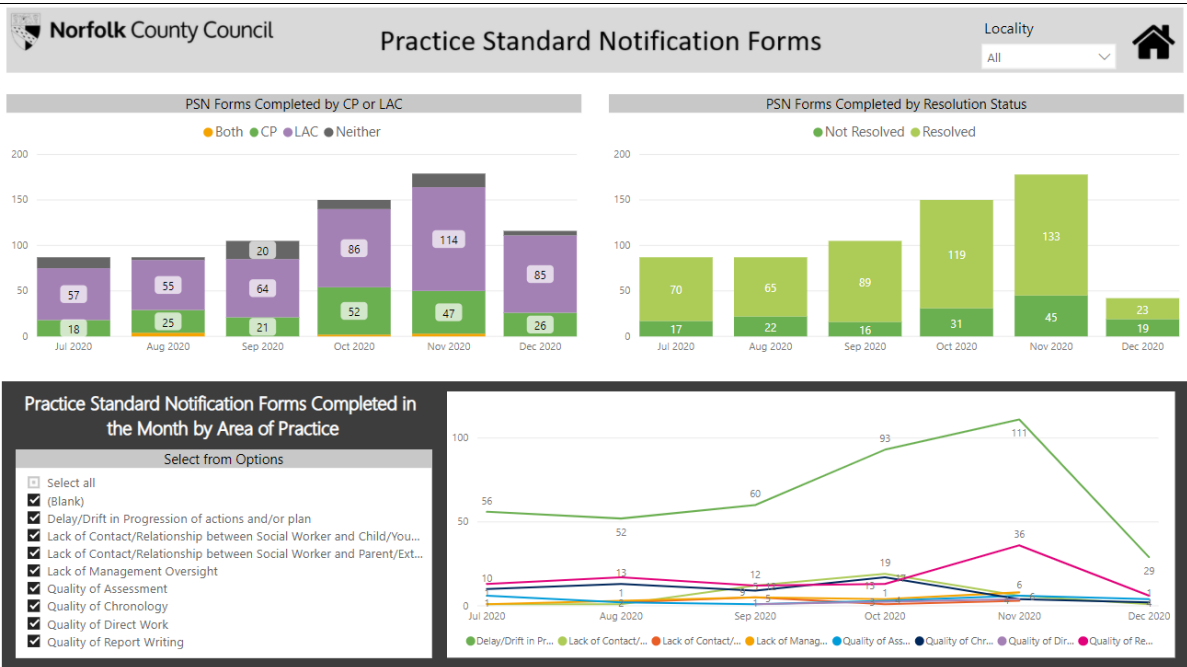 Norfolk County Council
Practice Standard Notification Forms
Locality
All
PSN Forms Completed by CP or LAC
Both CP LAC Neither
200
150
100
50
0
57
18
55
25
20
64
21
86
52
114
47
85
26
Jul 2020 Aug 2020 Sep 2020 Oct 2020 Nov 2020 Dec 2020
PSN Forms Completed by Resolution Status
Not Resolved Resolved
200
150
100
50
0
70
17
65
22
89
16
119
31
133
45
23
19
Jul 2020 Aug 2020 Sep 2020 Oct 2020 Nov 2020 Dec 2020
Practice Standard Notification Forms Completed in
the Month by Area of Practice
Select from Options
Select all
(Blank)
Delay/Drift in Progression of actions and/or plan
Lack of Contact/Relationship between Social Worker and Child/You...
Lack of Contact/Relationship between Social Worker and Parent/Ext...
Lack of Management Oversight
Quality of Assessment
Quality of Chronology
Quality of Direct Work
Quality of Report Writing
100
50
0
56
52
60
93
111
29
10
13
12
19
36
6
1
1
Jul 2020 Aug 2020 Sep 2020 Oct 2020 Nov 2020 Dec 2020
Delay/Drift in Pr... Lack of Contact/... Lack of Contact/... Lack of Manag... Quality of Ass... Quality of Chr... Quality of Dir... Quality of Re...